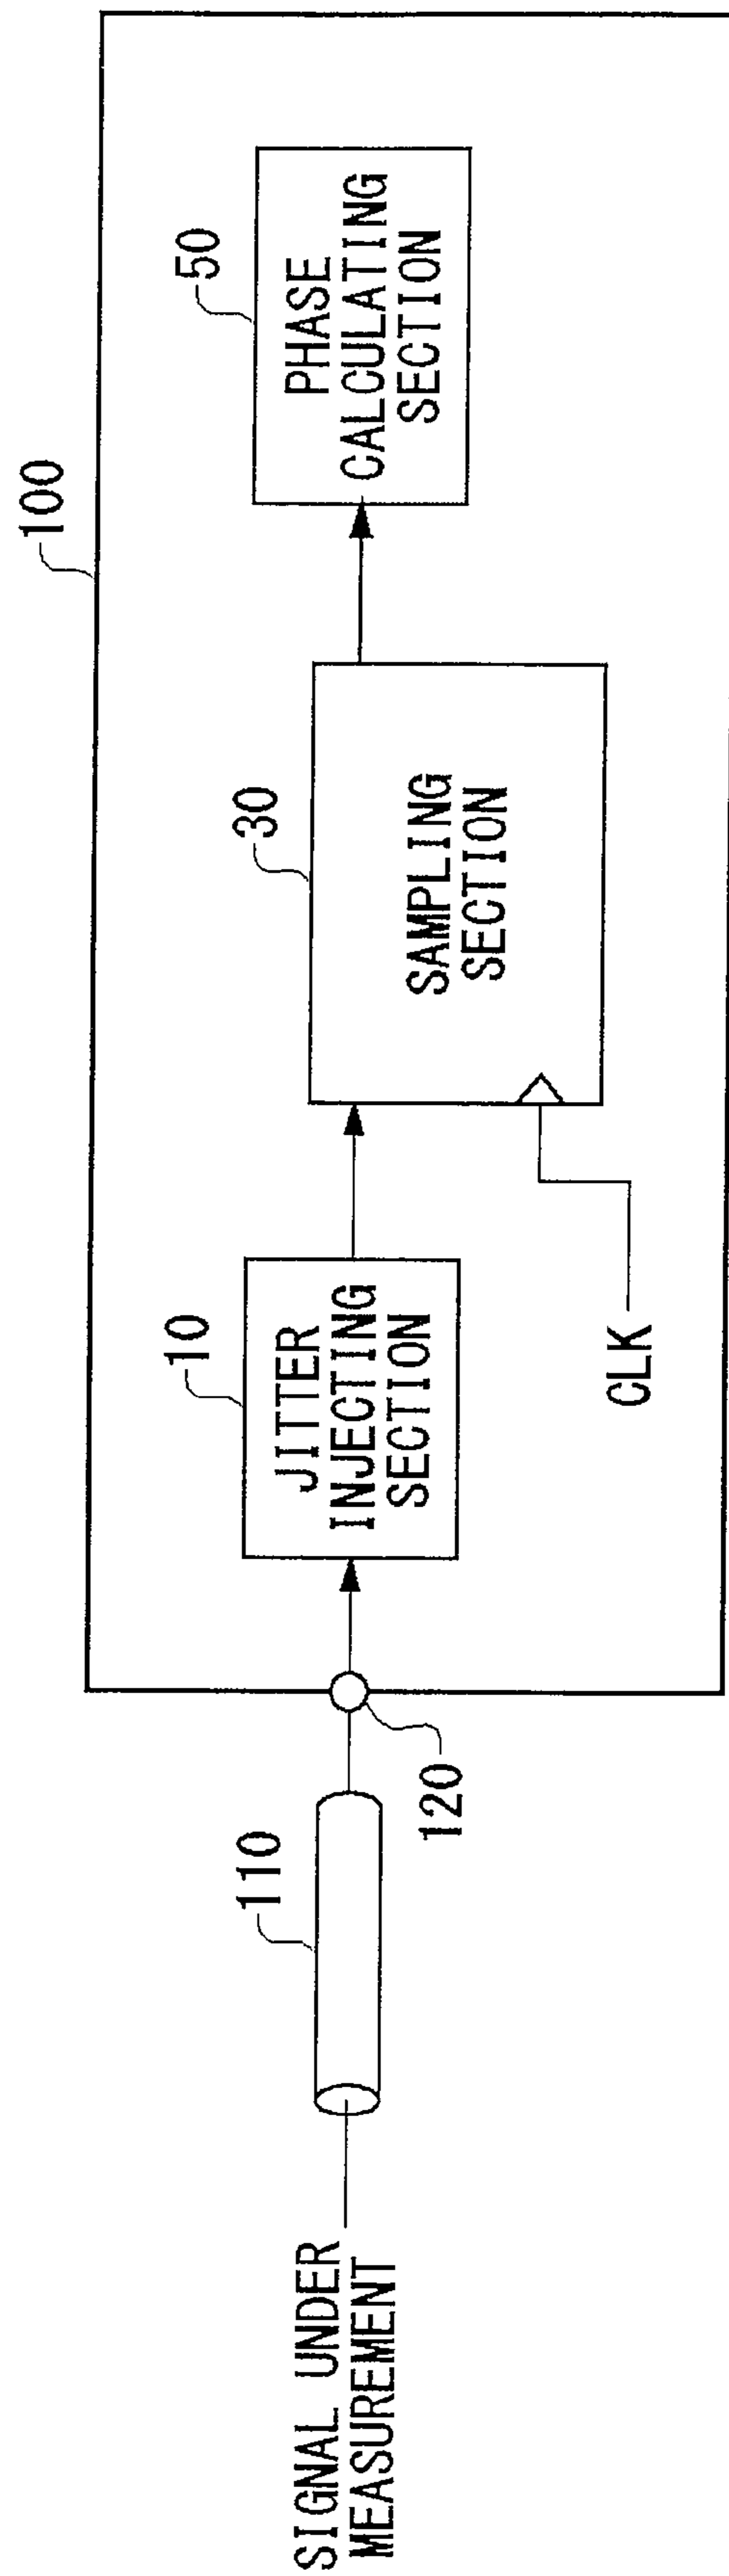 100
50
PHASE
CALCULATING
SECTION
30
SAMPLING
SECTION
10
JITTER
INJECTING
SECTION
CLK
120
110
SIGNAL UNDER
MEASUREMENT